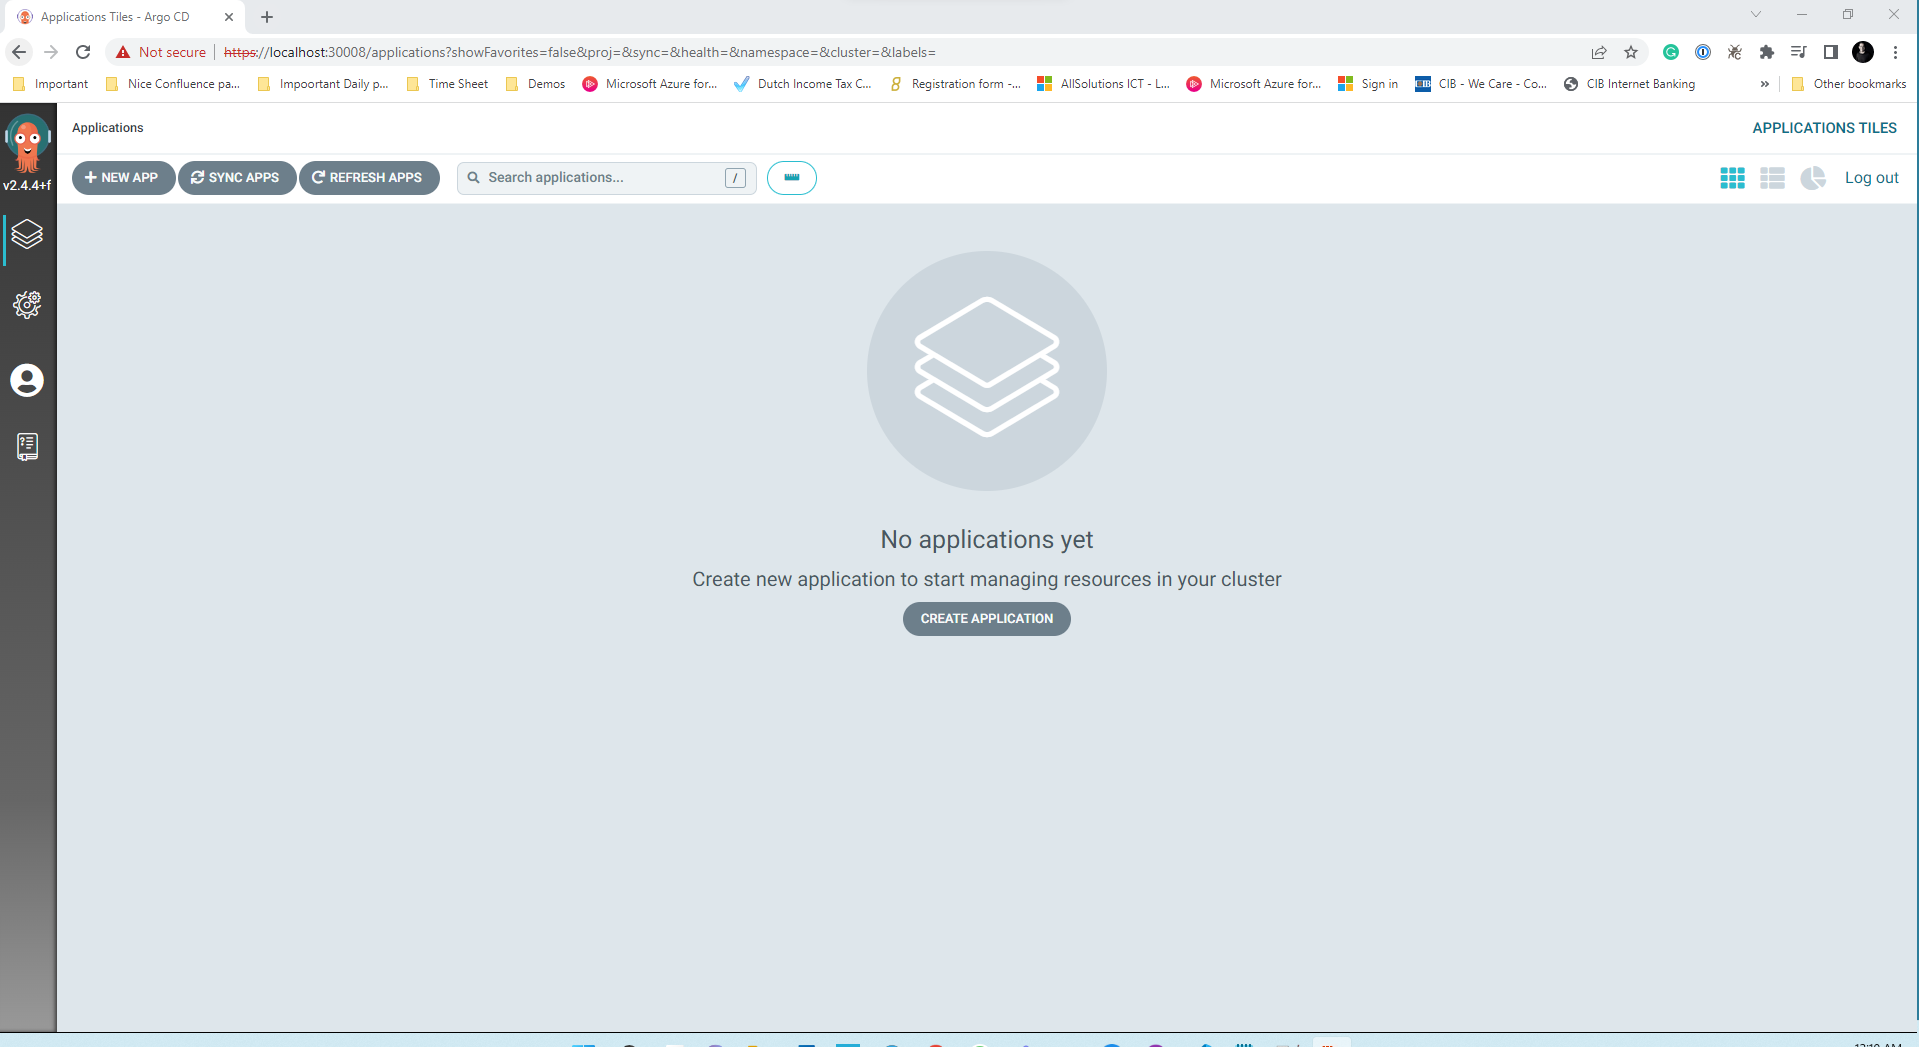 Applications Tiles - Argo CD
Not secure https://localhost:30008/applications?showFavorites=false&proj=&sync=&health=&namespace=&cluster=&labels=
Important Nice Confluence pa... Impoortant Daily p... Time Sheet Demos Microsoft Azure for... Dutch Income Tax C... Registration form -... AllSolutions ICT - L... Microsoft Azure for... Sign in CIB CIB - We Care - Co... CIB Internet Banking » Other bookmarks
Applications APPLICATIONS TILES
v2.4.4+f
NEW APP SYNC APPS REFRESH APPS Search applications... / Log out
No applications yet
Create new application to start managing resources in your cluster
CREATE APPLICATION